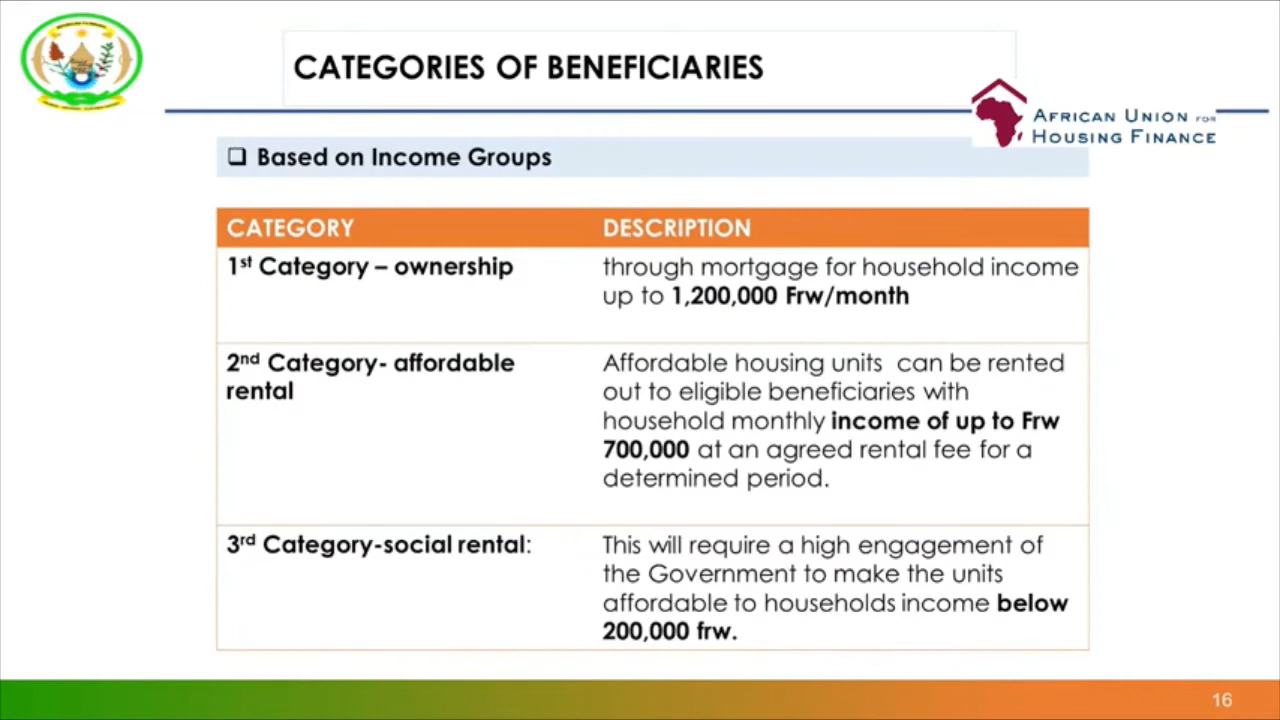 CATEGORIES OF BENEFICIARIES
AFRICAN UNION FOR
HOUSING FINANCE
❑ Based on Income Groups
CATEGORY
DESCRIPTION
1st Category – ownership
through mortgage for household income
up to 1,200,000 Frw/month
2nd Category- affordable
rental
Affordable housing units can be rented
out to eligible beneficiaries with
household monthly income of up to Frw
700,000 at an agreed rental fee for a
determined period.
3rd Category-social rental:
This will require a high engagement of
the Government to make the units
affordable to households income below
200,000 frw.
16